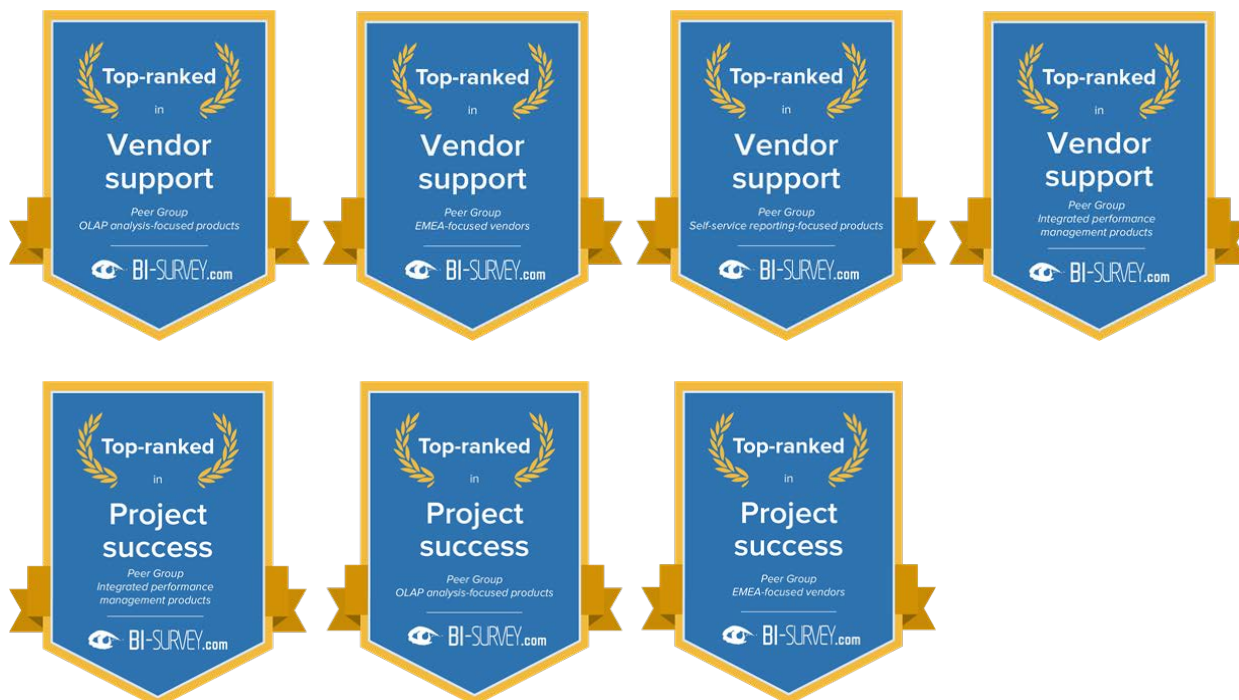 Top-ranked
in
Vendor
support
Peer Group
OLAP analysis-focused products
BI-SURVEY.com
Top-ranked
in
Vendor
support
Peer Group
EMEA-focused vendors
BI-SURVEY.com
Top-ranked
in
Vendor
support
Peer Group
Self-service reporting-focused products
BI-SURVEY.com
Top-ranked
in
Vendor
support
Peer Group
Integrated performance
management products
BI-SURVEY.com
Top-ranked
in
Project
success
Peer Group
Integrated performance
management products
BI-SURVEY.com
Top-ranked
in
Project
success
Peer Group
OLAP analysis-focused products
BI-SURVEY.com
Top-ranked
in
Project
success
Peer Group
EMEA-focused vendors
BI-SURVEY.com